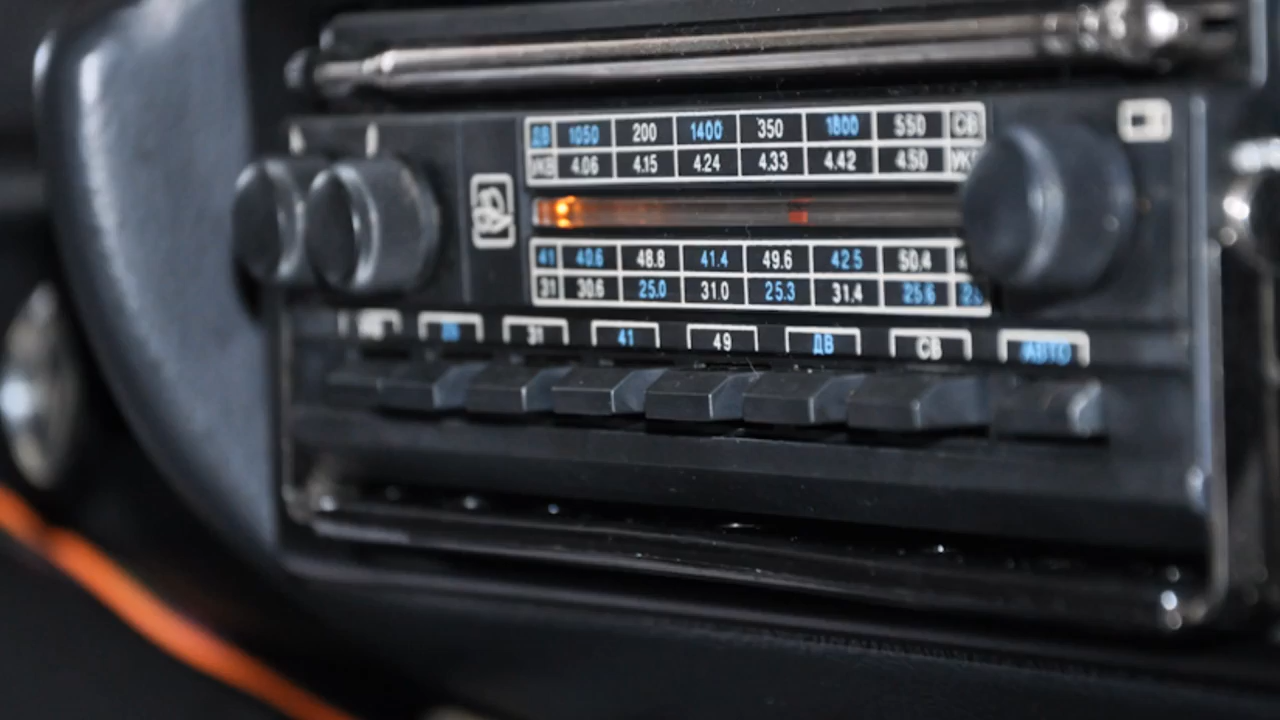 ДВ 1050 200 1400 350 1800 550 СВ
УКВ 4.06 4.15 4.24 4.33 4.42 4.50 УКВ
41 40.6 48.8 41.4 49.6 42.5 50.4
31 30.6 25.0 31.0 25.3 31.4 25.6
31 41 49 ДВ СВ АВТО